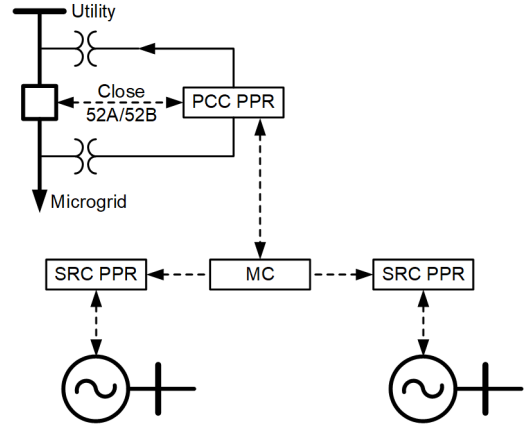 Utility
Close
52A/52B
PCC PPR
Microgrid
SRC PPR
MC
SRC PPR